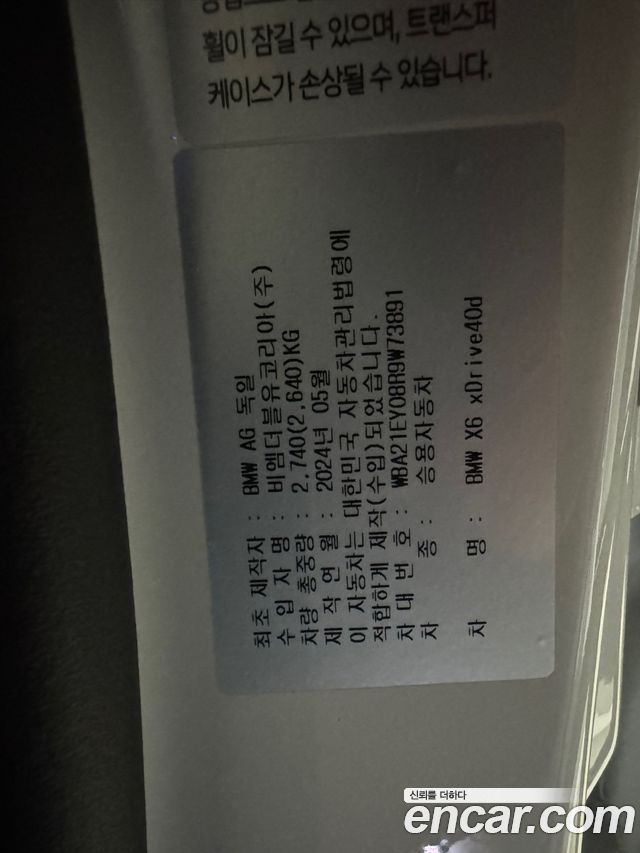 휠이 잠길 수 있으며, 트랜스퍼
케이스가 손상될 수 있습니다.
최초 제작자 : BMW AG 독일
수 입 자 명 : 비엠더블유코리아(주)
차량 총중량 : 2,740(2,640)KG
제 작 연 월 : 2024년 05월
이 자동차는 대한민국 자동차관리법령에
적합하게 제작(수입)되었습니다.
차 대 번 호 : WBA21EY08R9W73891
차 종 : 승용자동차
차 명 : BMW X6 xDrive40d
신뢰를 더하다
encar.com